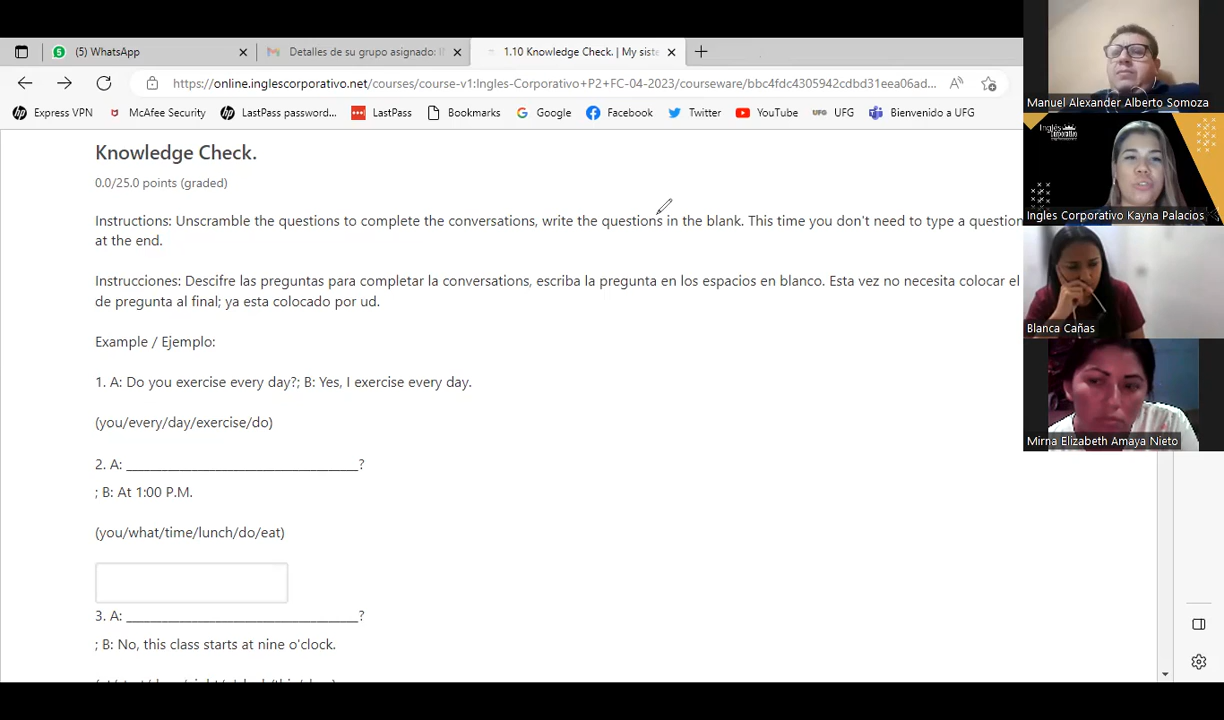 (5) WhatsApp
Detalles de su grupo asignado: I
1.10 Knowledge Check. | My siste
https://online.inglescorporativo.net/courses/course-v1:Ingles-Corporativo+P2+FC-04-2023/courseware/bbc4fdc4305942cdbd31eea06ad...
Express VPN
McAfee Security
LastPass password...
LastPass
Bookmarks
Google
Facebook
Twitter
YouTube
UFG
Bienvenido a UFG
Knowledge Check.
0.0/25.0 points (graded)
Instructions: Unscramble the questions to complete the conversations, write the questions in the blank. This time you don't need to type a question
at the end.
Instrucciones: Descifre las preguntas para completar la conversations, escriba la pregunta en los espacios en blanco. Esta vez no necesita colocar el
de pregunta al final; ya esta colocado por ud.
Example / Ejemplo:
1. A: Do you exercise every day?; B: Yes, I exercise every day.
(you/every/day/exercise/do)
2. A: __________________________________?
; B: At 1:00 P.M.
(you/what/time/lunch/do/eat)
3. A: __________________________________?
; B: No, this class starts at nine o'clock.
Manuel Alexander Alberto Somoza
Inglés Corporativo
Ingles Corporativo Kayna Palacios
Blanca Cañas
Mirna Elizabeth Amaya Nieto